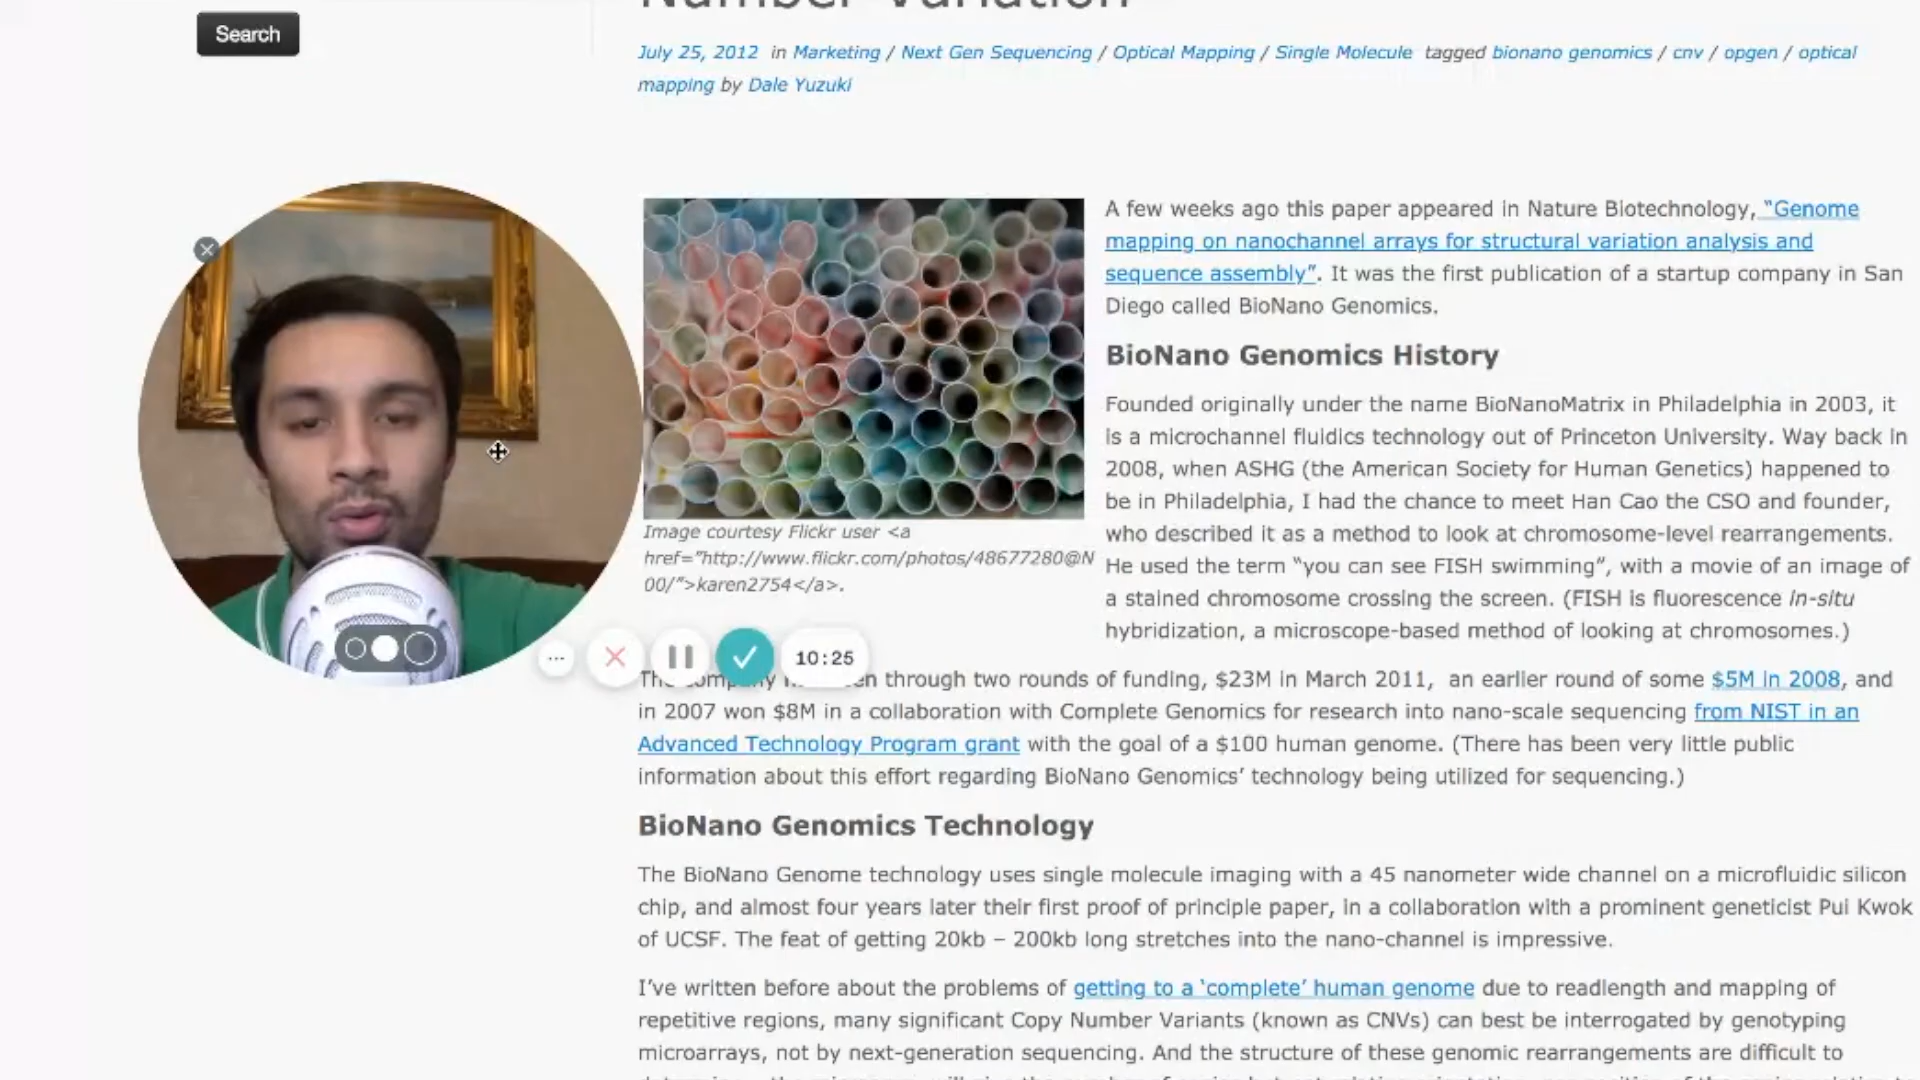 Number Variation
Search
July 25, 2012 in Marketing / Next Gen Sequencing / Optical Mapping / Single Molecule tagged bionano genomics / cnv / opgen / optical
mapping by Dale Yuzuki
A few weeks ago this paper appeared in Nature Biotechnology, “Genome
mapping on nanochannel arrays for structural variation analysis and
sequence assembly”. It was the first publication of a startup company in San
Diego called BioNano Genomics.
BioNano Genomics History
Founded originally under the name BioNanoMatrix in Philadelphia in 2003, it
is a microchannel fluidics technology out of Princeton University. Way back in
2008, when ASHG (the American Society for Human Genetics) happened to
be in Philadelphia, I had the chance to meet Han Cao the CSO and founder,
who described it as a method to look at chromosome-level rearrangements.
He used the term “you can see FISH swimming”, with a movie of an image of
a stained chromosome crossing the screen. (FISH is fluorescence in-situ
hybridization, a microscope-based method of looking at chromosomes.)
Image courtesy Flickr user <a
href=”http://www.flickr.com/photos/48677280@N
00/”>karen2754</a>.
10:25
The company through two rounds of funding, $23M in March 2011, an earlier round of some $5M in 2008, and
in 2007 won $8M in a collaboration with Complete Genomics for research into nano-scale sequencing from NIST in an
Advanced Technology Program grant with the goal of a $100 human genome. (There has been very little public
information about this effort regarding BioNano Genomics’ technology being utilized for sequencing.)
BioNano Genomics Technology
The BioNano Genome technology uses single molecule imaging with a 45 nanometer wide channel on a microfluidic silicon
chip, and almost four years later their first proof of principle paper, in a collaboration with a prominent geneticist Pui Kwok
of UCSF. The feat of getting 20kb – 200kb long stretches into the nano-channel is impressive.
I’ve written before about the problems of getting to a ‘complete’ human genome due to readlength and mapping of
repetitive regions, many significant Copy Number Variants (known as CNVs) can best be interrogated by genotyping
microarrays, not by next-generation sequencing. And the structure of these genomic rearrangements are difficult to